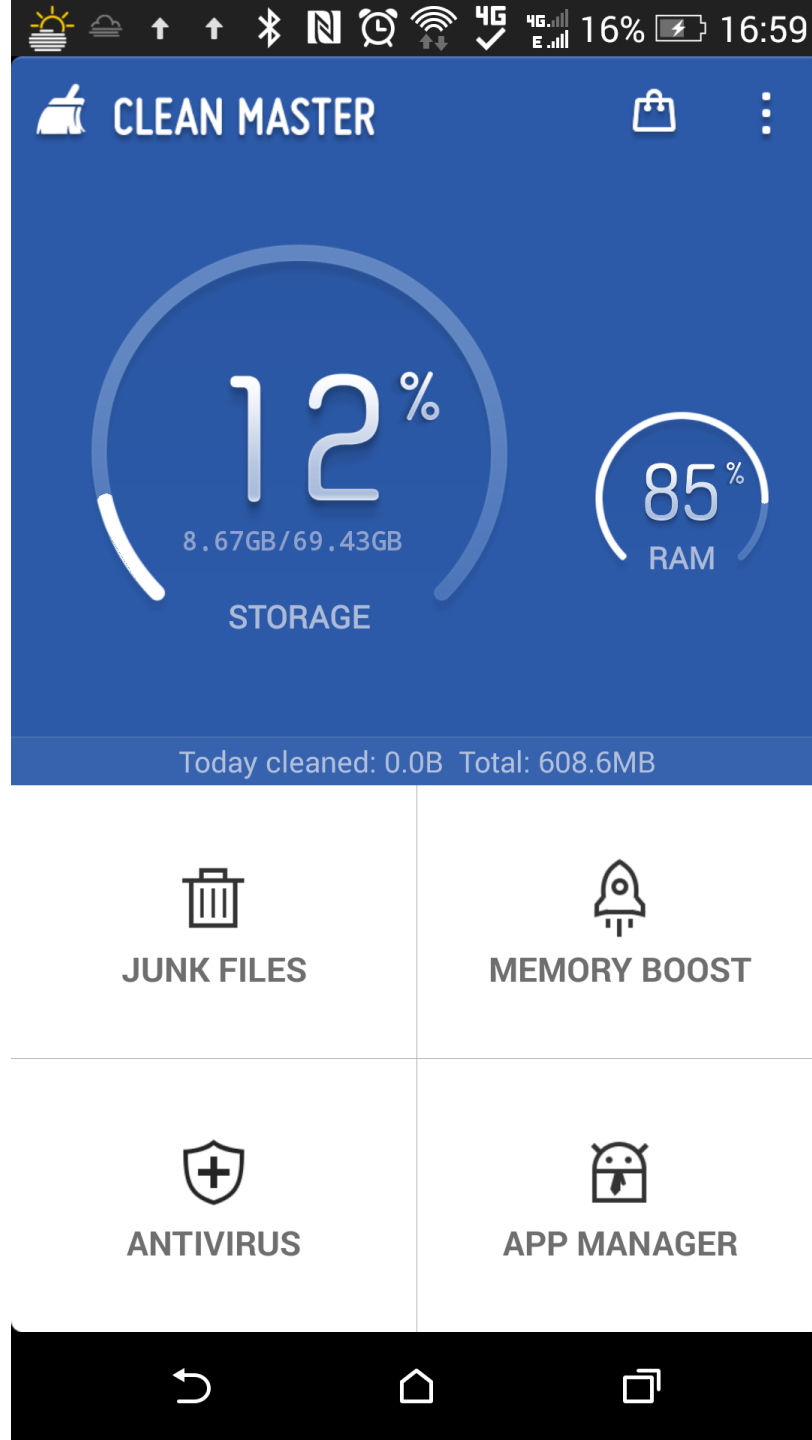 4G 4G E 16% 16:59
CLEAN MASTER
12%
8.67GB/69.43GB
STORAGE
85%
RAM
Today cleaned: 0.0B Total: 608.6MB
JUNK FILES
MEMORY BOOST
ANTIVIRUS
APP MANAGER